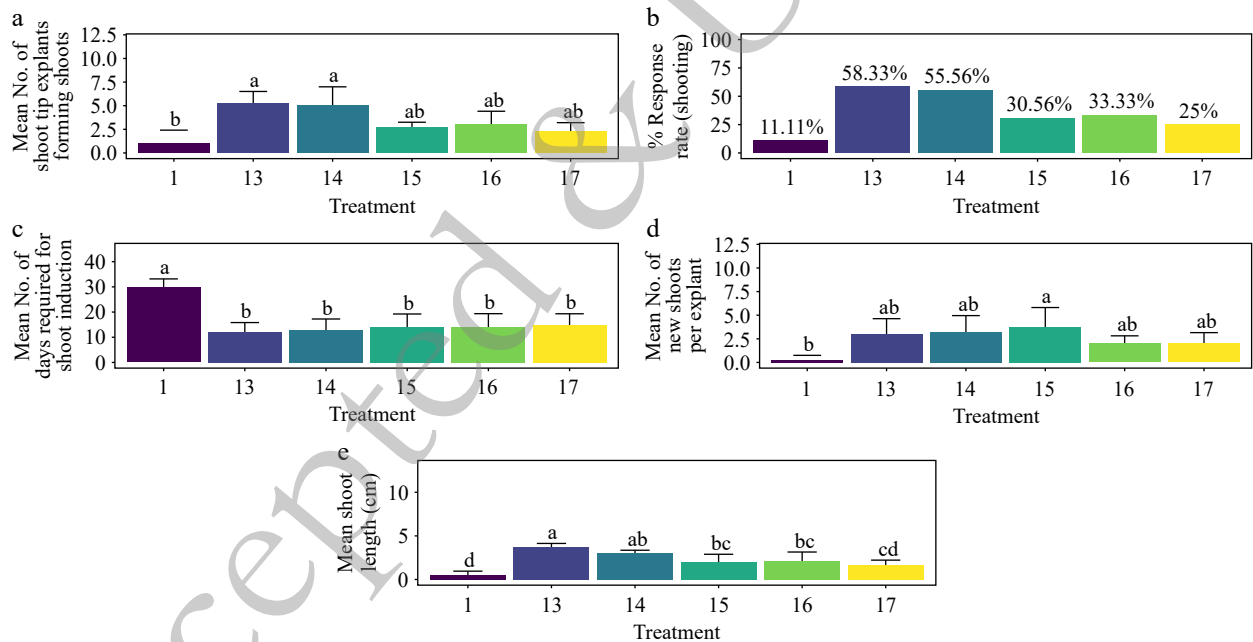 a
Mean No. of
shoot tip explants
forming shoots
12.5
10.0
7.5
5.0
2.5
0.0
b a a ab ab ab
1 13 14 15 16 17
Treatment
b
% Response
rate (shooting)
100
75
50
25
0
11.11% 58.33% 55.56% 30.56% 33.33% 25%
1 13 14 15 16 17
Treatment
c
Mean No. of
days required for
shoot induction
40
30
20
10
0
a b b b b b
1 13 14 15 16 17
Treatment
d
Mean No. of
new shoots
per explant
12.5
10.0
7.5
5.0
2.5
0.0
b ab ab a ab ab
1 13 14 15 16 17
Treatment
e
Mean shoot
length (cm)
10
5
0
d a ab bc bc cd
1 13 14 15 16 17
Treatment
cepted &